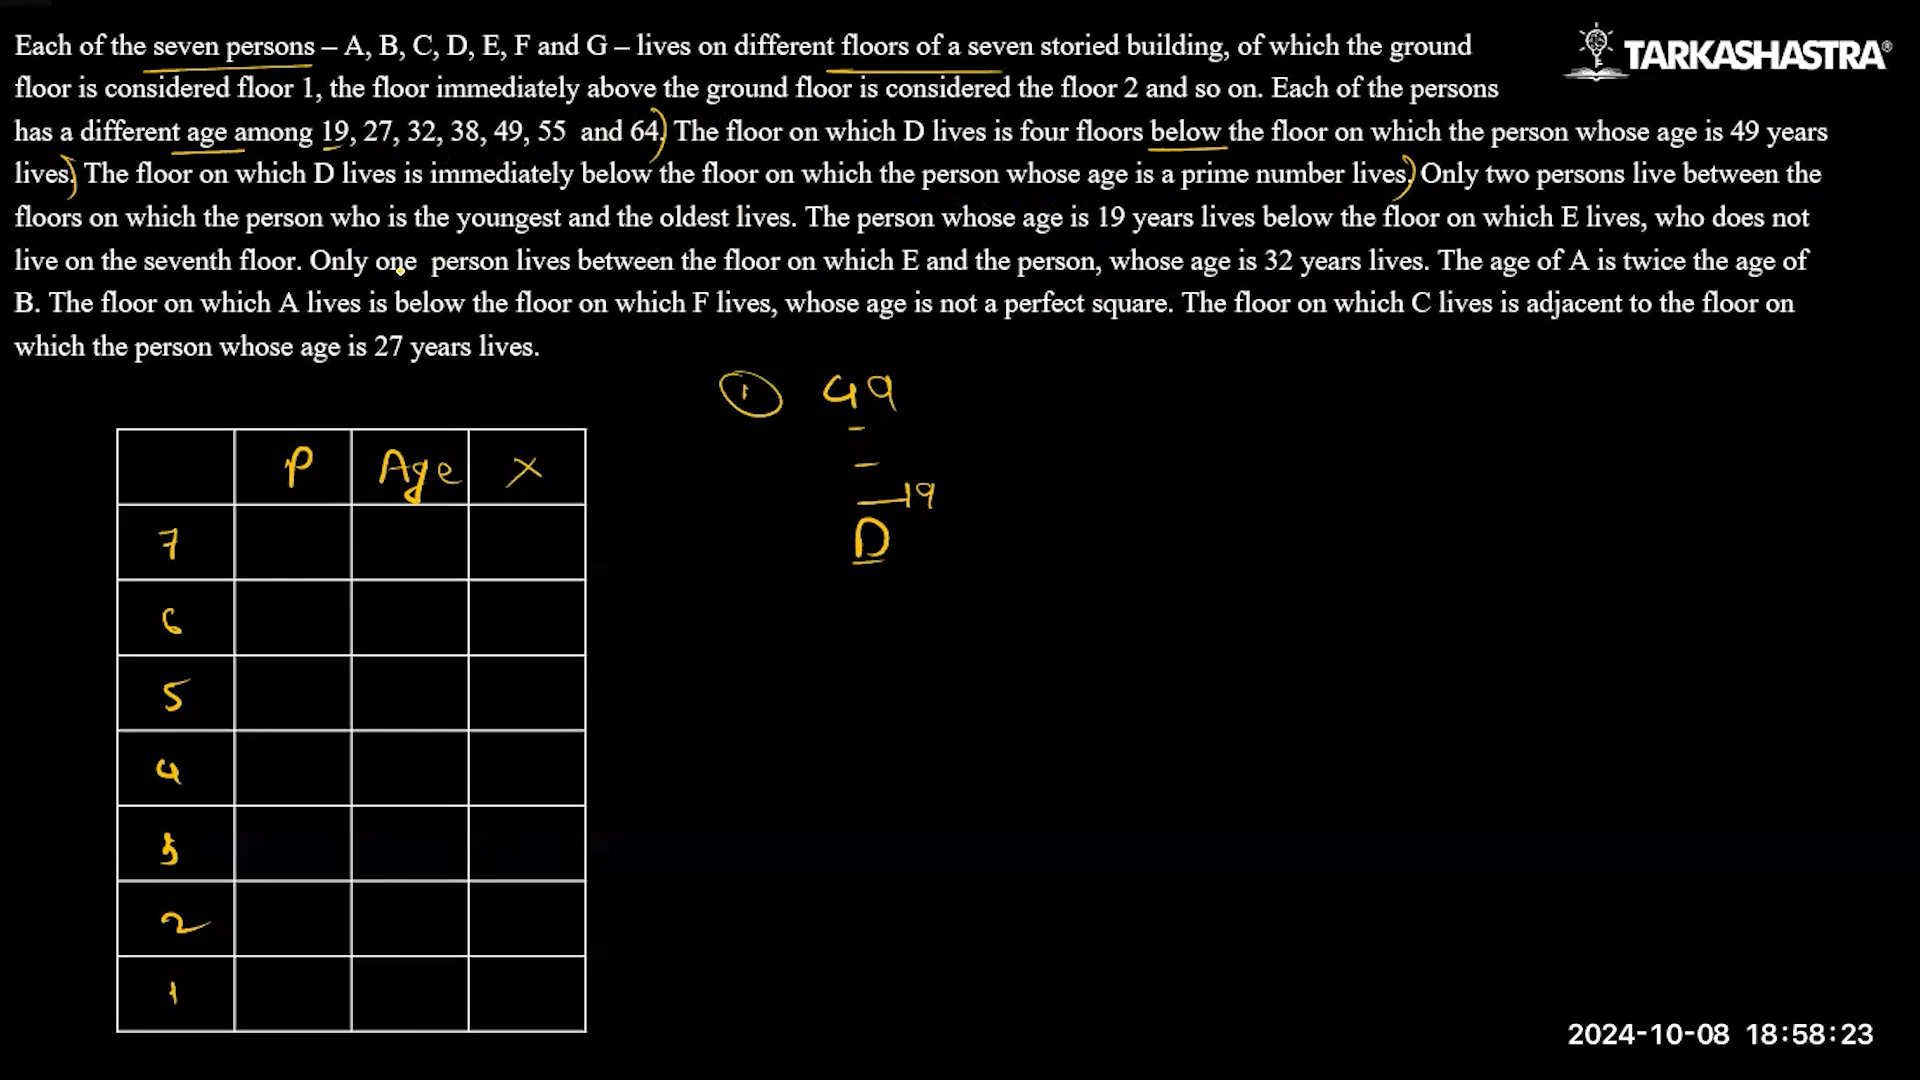 Each of the seven persons – A, B, C, D, E, F and G – lives on different floors of a seven storied building, of which the ground
TARKASHASTRA®
floor is considered floor 1, the floor immediately above the ground floor is considered the floor 2 and so on. Each of the persons
has a different age among 19, 27, 32, 38, 49, 55 and 64. The floor on which D lives is four floors below the floor on which the person whose age is 49 years
lives. The floor on which D lives is immediately below the floor on which the person whose age is a prime number lives. Only two persons live between the
floors on which the person who is the youngest and the oldest lives. The person whose age is 19 years lives below the floor on which E lives, who does not
live on the seventh floor. Only one person lives between the floor on which E and the person, whose age is 32 years lives. The age of A is twice the age of
B. The floor on which A lives is below the floor on which F lives, whose age is not a perfect square. The floor on which C lives is adjacent to the floor on
which the person whose age is 27 years lives.
1 49
-
-
— 19
D
P Age X
7
6
5
4
3
2
1
2024-10-08 18:58:23